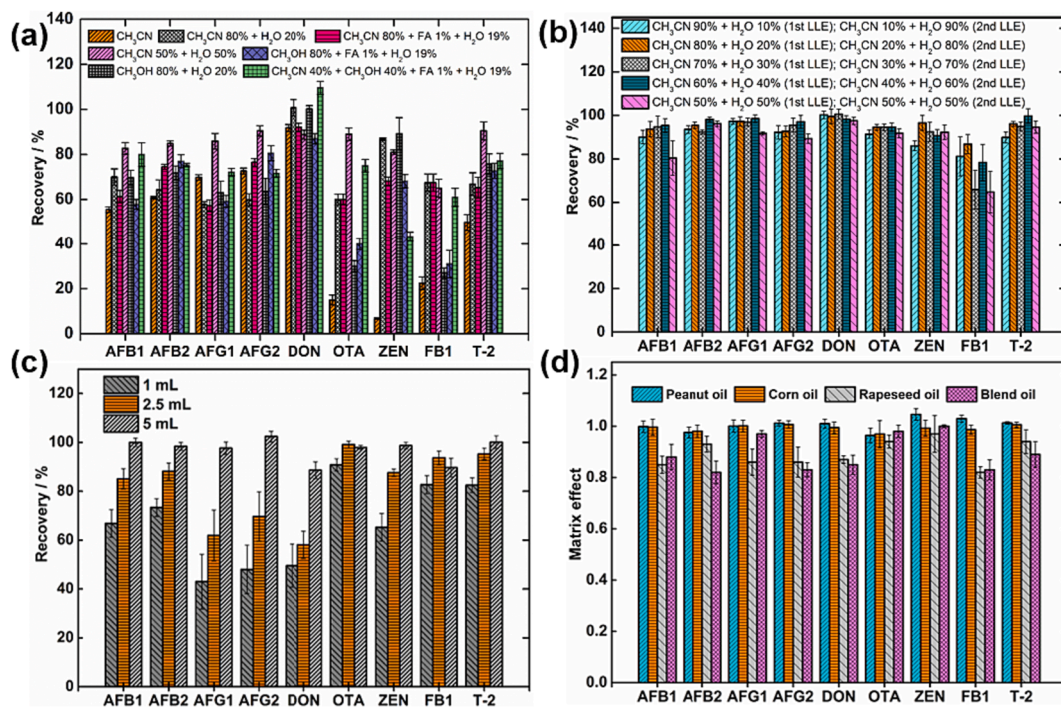 (a)
CH₃CN CH₃CN 80% + H₂O 20% CH₃CN 80% + FA 1% + H₂O 19%
CH₃CN 50% + H₂O 50% CH₃OH 80% + FA 1% + H₂O 19%
CH₃OH 80% + H₂O 20% CH₃CN 40% + CH₃OH 40% + FA 1% + H₂O 19%
Recovery / %
140
120
100
80
60
40
20
0
AFB1 AFB2 AFG1 AFG2 DON OTA ZEN FB1 T-2
(b)
CH₃CN 90% + H₂O 10% (1st LLE); CH₃CN 10% + H₂O 90% (2nd LLE)
CH₃CN 80% + H₂O 20% (1st LLE); CH₃CN 20% + H₂O 80% (2nd LLE)
CH₃CN 70% + H₂O 30% (1st LLE); CH₃CN 30% + H₂O 70% (2nd LLE)
CH₃CN 60% + H₂O 40% (1st LLE); CH₃CN 40% + H₂O 60% (2nd LLE)
CH₃CN 50% + H₂O 50% (1st LLE); CH₃CN 50% + H₂O 50% (2nd LLE)
Recovery / %
140
120
100
80
60
40
20
0
AFB1 AFB2 AFG1 AFG2 DON OTA ZEN FB1 T-2
(c)
1 mL
2.5 mL
5 mL
Recovery / %
120
100
80
60
40
20
0
AFB1 AFB2 AFG1 AFG2 DON OTA ZEN FB1 T-2
(d)
Peanut oil Corn oil Rapeseed oil Blend oil
Matrix effect
1.2
1.0
0.8
0.6
0.4
0.2
0.0
AFB1 AFB2 AFG1 AFG2 DON OTA ZEN FB1 T-2